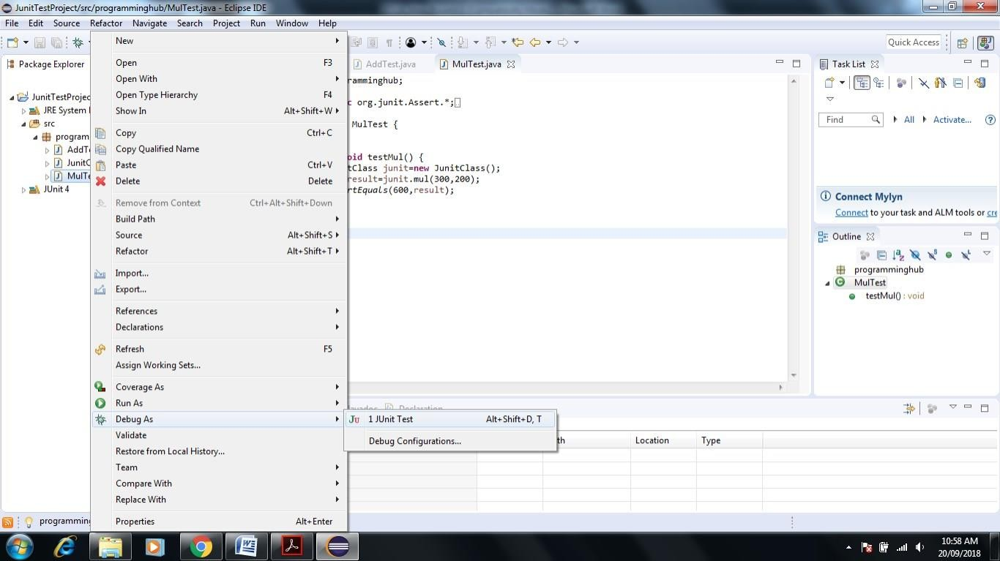 JunitTestProject/src/programminghub/MulTest.java - Eclipse IDE
File Edit Source Refactor Navigate Search Project Run Window Help
Quick Access
Package Explorer
JunitTestProjec
JRE System
src
program
AddTe
JunitC
MulTe
JUnit 4
New
Open F3
Open With
Open Type Hierarchy F4
Show In Alt+Shift+W
Copy Ctrl+C
Copy Qualified Name
Paste Ctrl+V
Delete Delete
Remove from Context Ctrl+Alt+Shift+Down
Build Path
Source Alt+Shift+S
Refactor Alt+Shift+T
Import...
Export...
References
Declarations
Refresh F5
Assign Working Sets...
Coverage As
Run As
Debug As
Validate
Restore from Local History...
Team
Compare With
Replace With
Properties Alt+Enter
1 JUnit Test Alt+Shift+D, T
Debug Configurations...
AddTest.java MulTest.java
ramminghub;
c org.junit.Assert.*;
MulTest {
oid testMul() {
tClass junit=new JunitClass();
result=junit.mul(300,200);
rtEquals(600,result);
Javadoc Declaration
th Location Type
Task List
Find All Activate...
Connect Mylyn
Connect to your task and ALM tools or cre
Outline
programminghub
MulTest
testMul() : void
programming
10:58 AM
20/09/2018